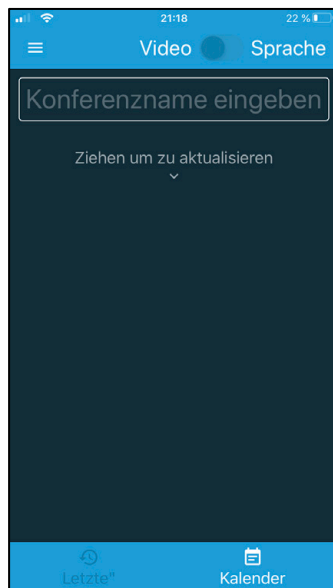 21:18
22 %
Video
Sprache
Konferenzname eingeben
Ziehen um zu aktualisieren
Letzte"
Kalender